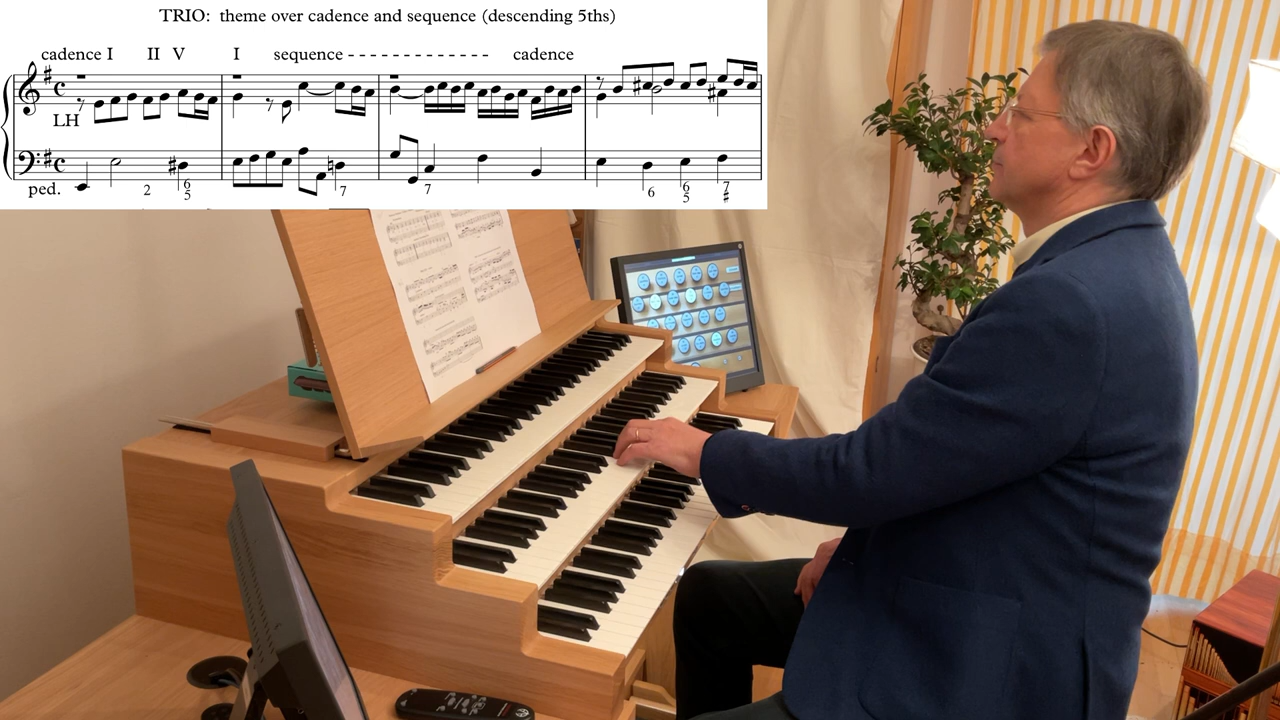 TRIO: theme over cadence and sequence (descending 5ths)
cadence I II V I sequence - - - - - - - - - - - - - cadence
LH
ped. 2 6 5 7 7 6 6 5 7 #